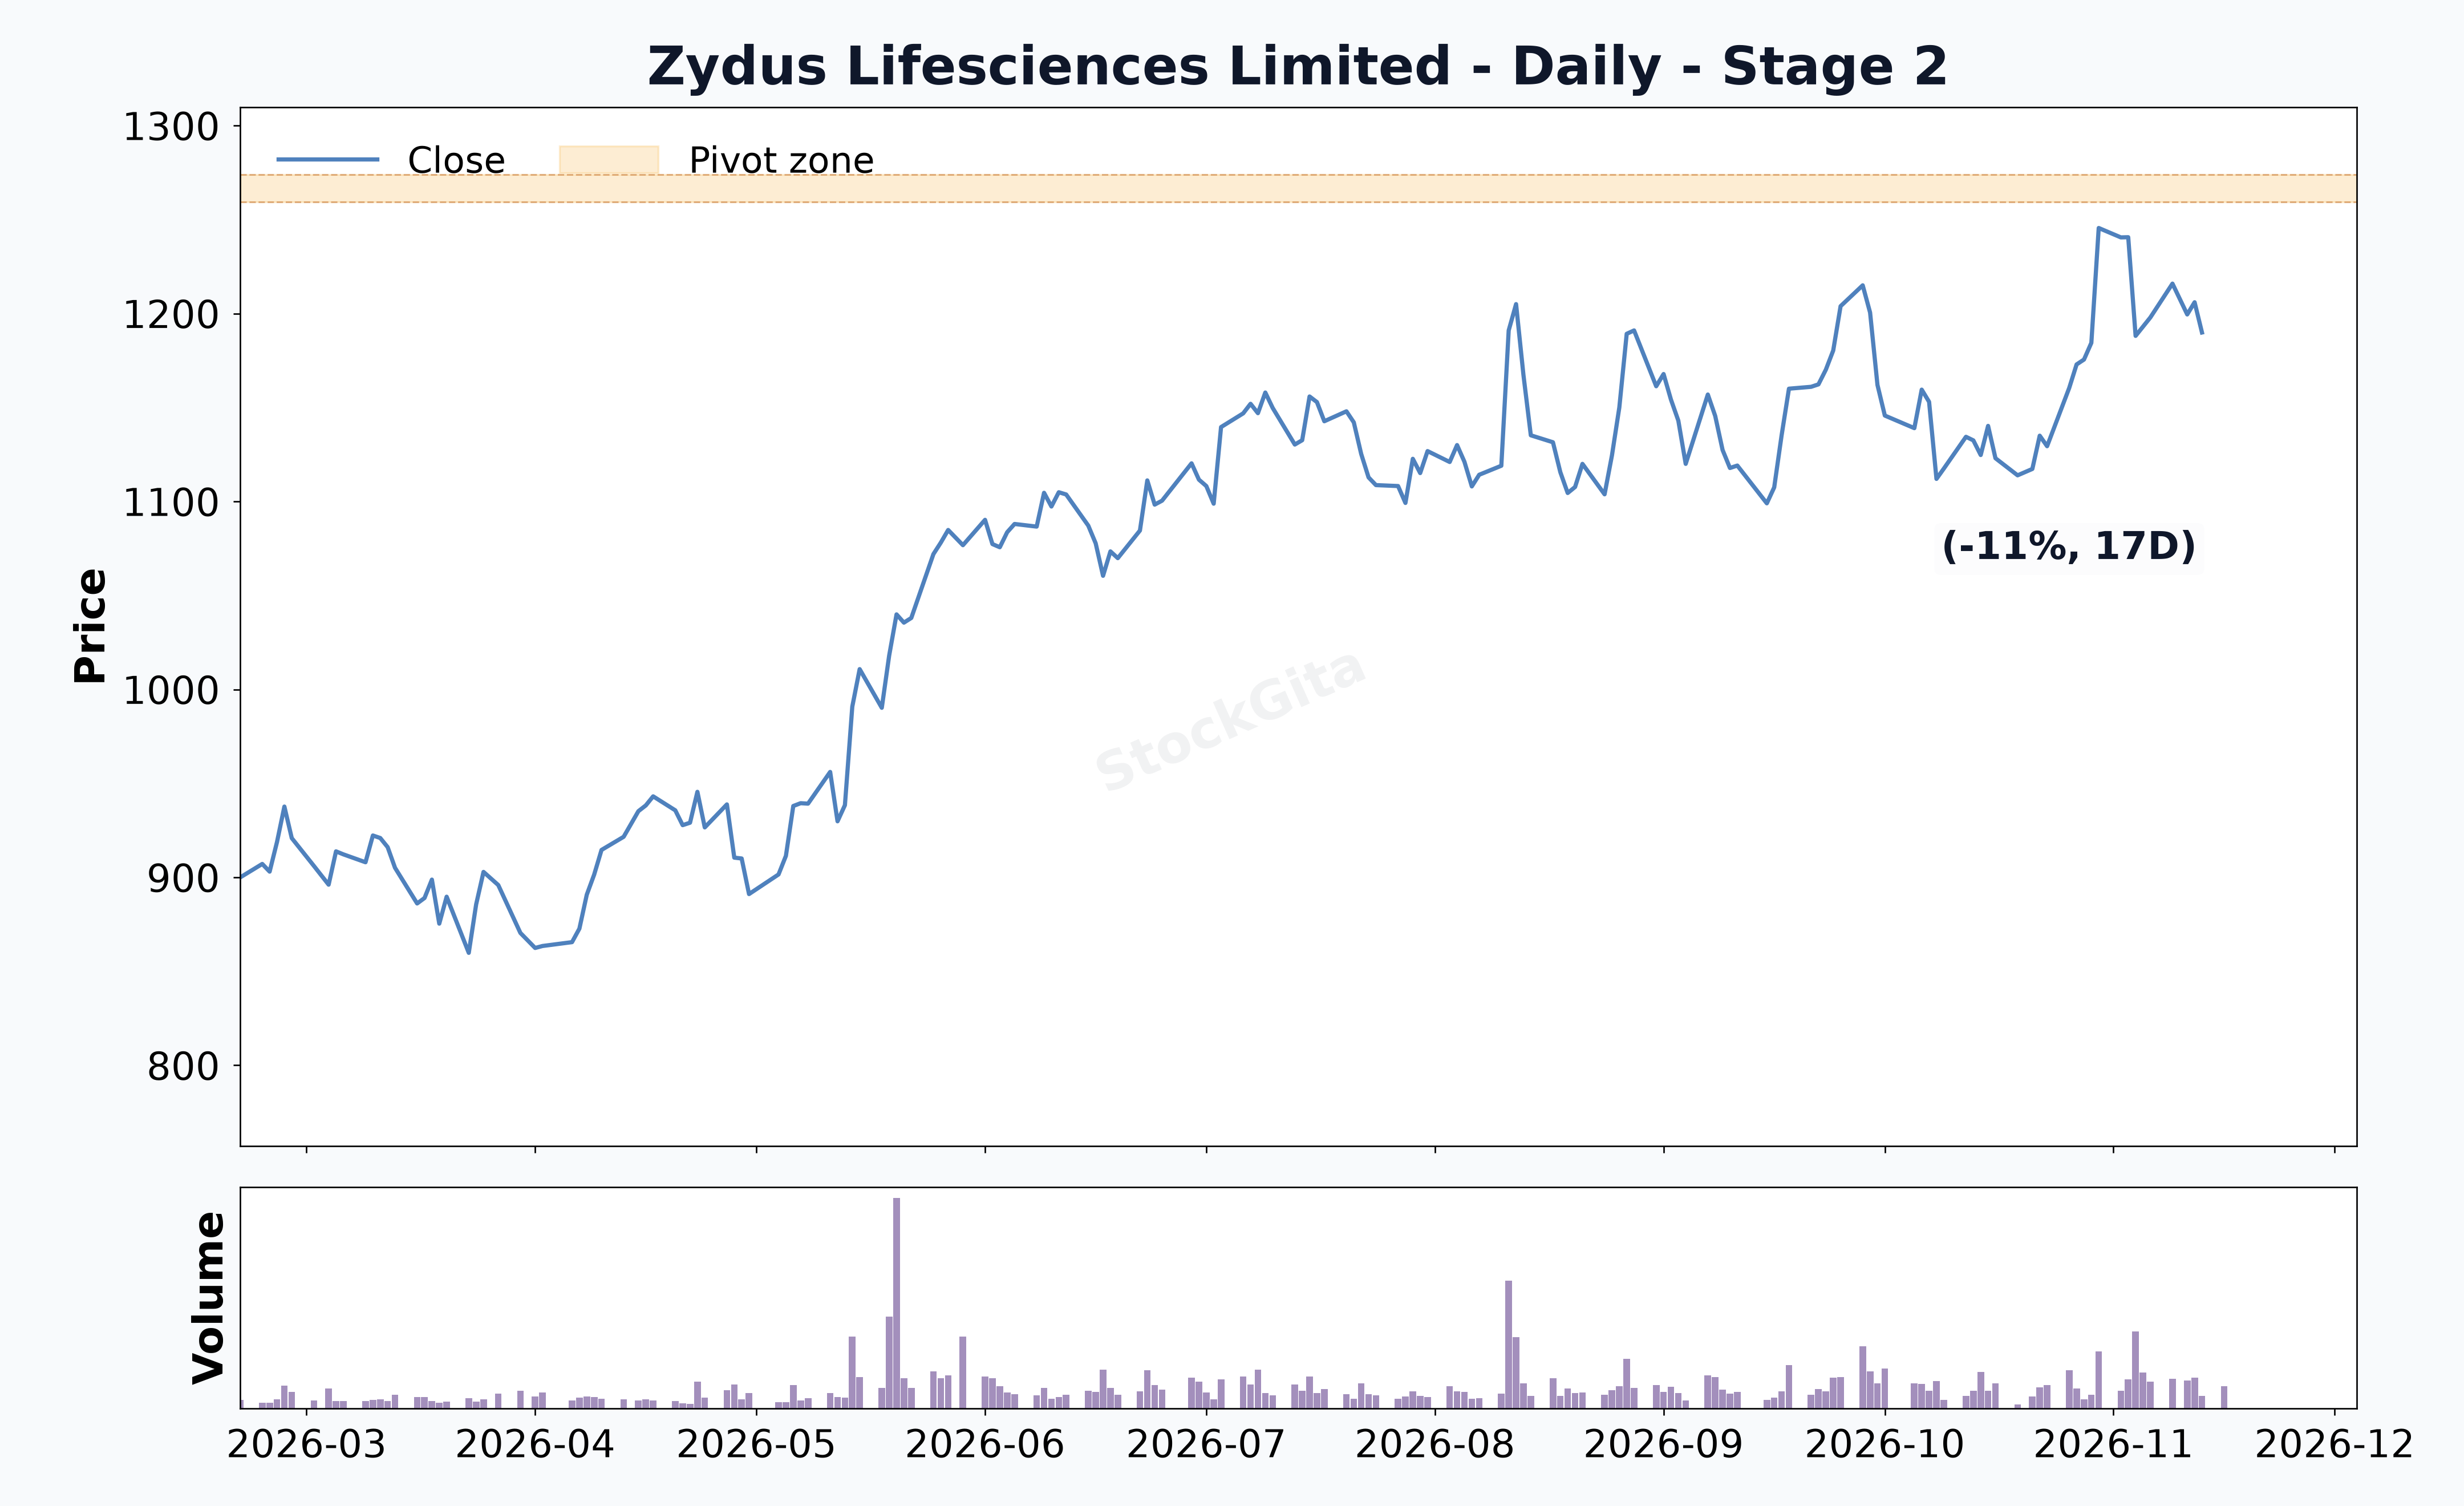 Zydus Lifesciences Limited - Daily - Stage 2
1300
Close
Pivot zone
1200
1100
(-11%, 17D)
Price
1000
StockGita
900
800
Volume
2026-03 2026-04 2026-05 2026-06 2026-07 2026-08 2026-09 2026-10 2026-11 2026-12